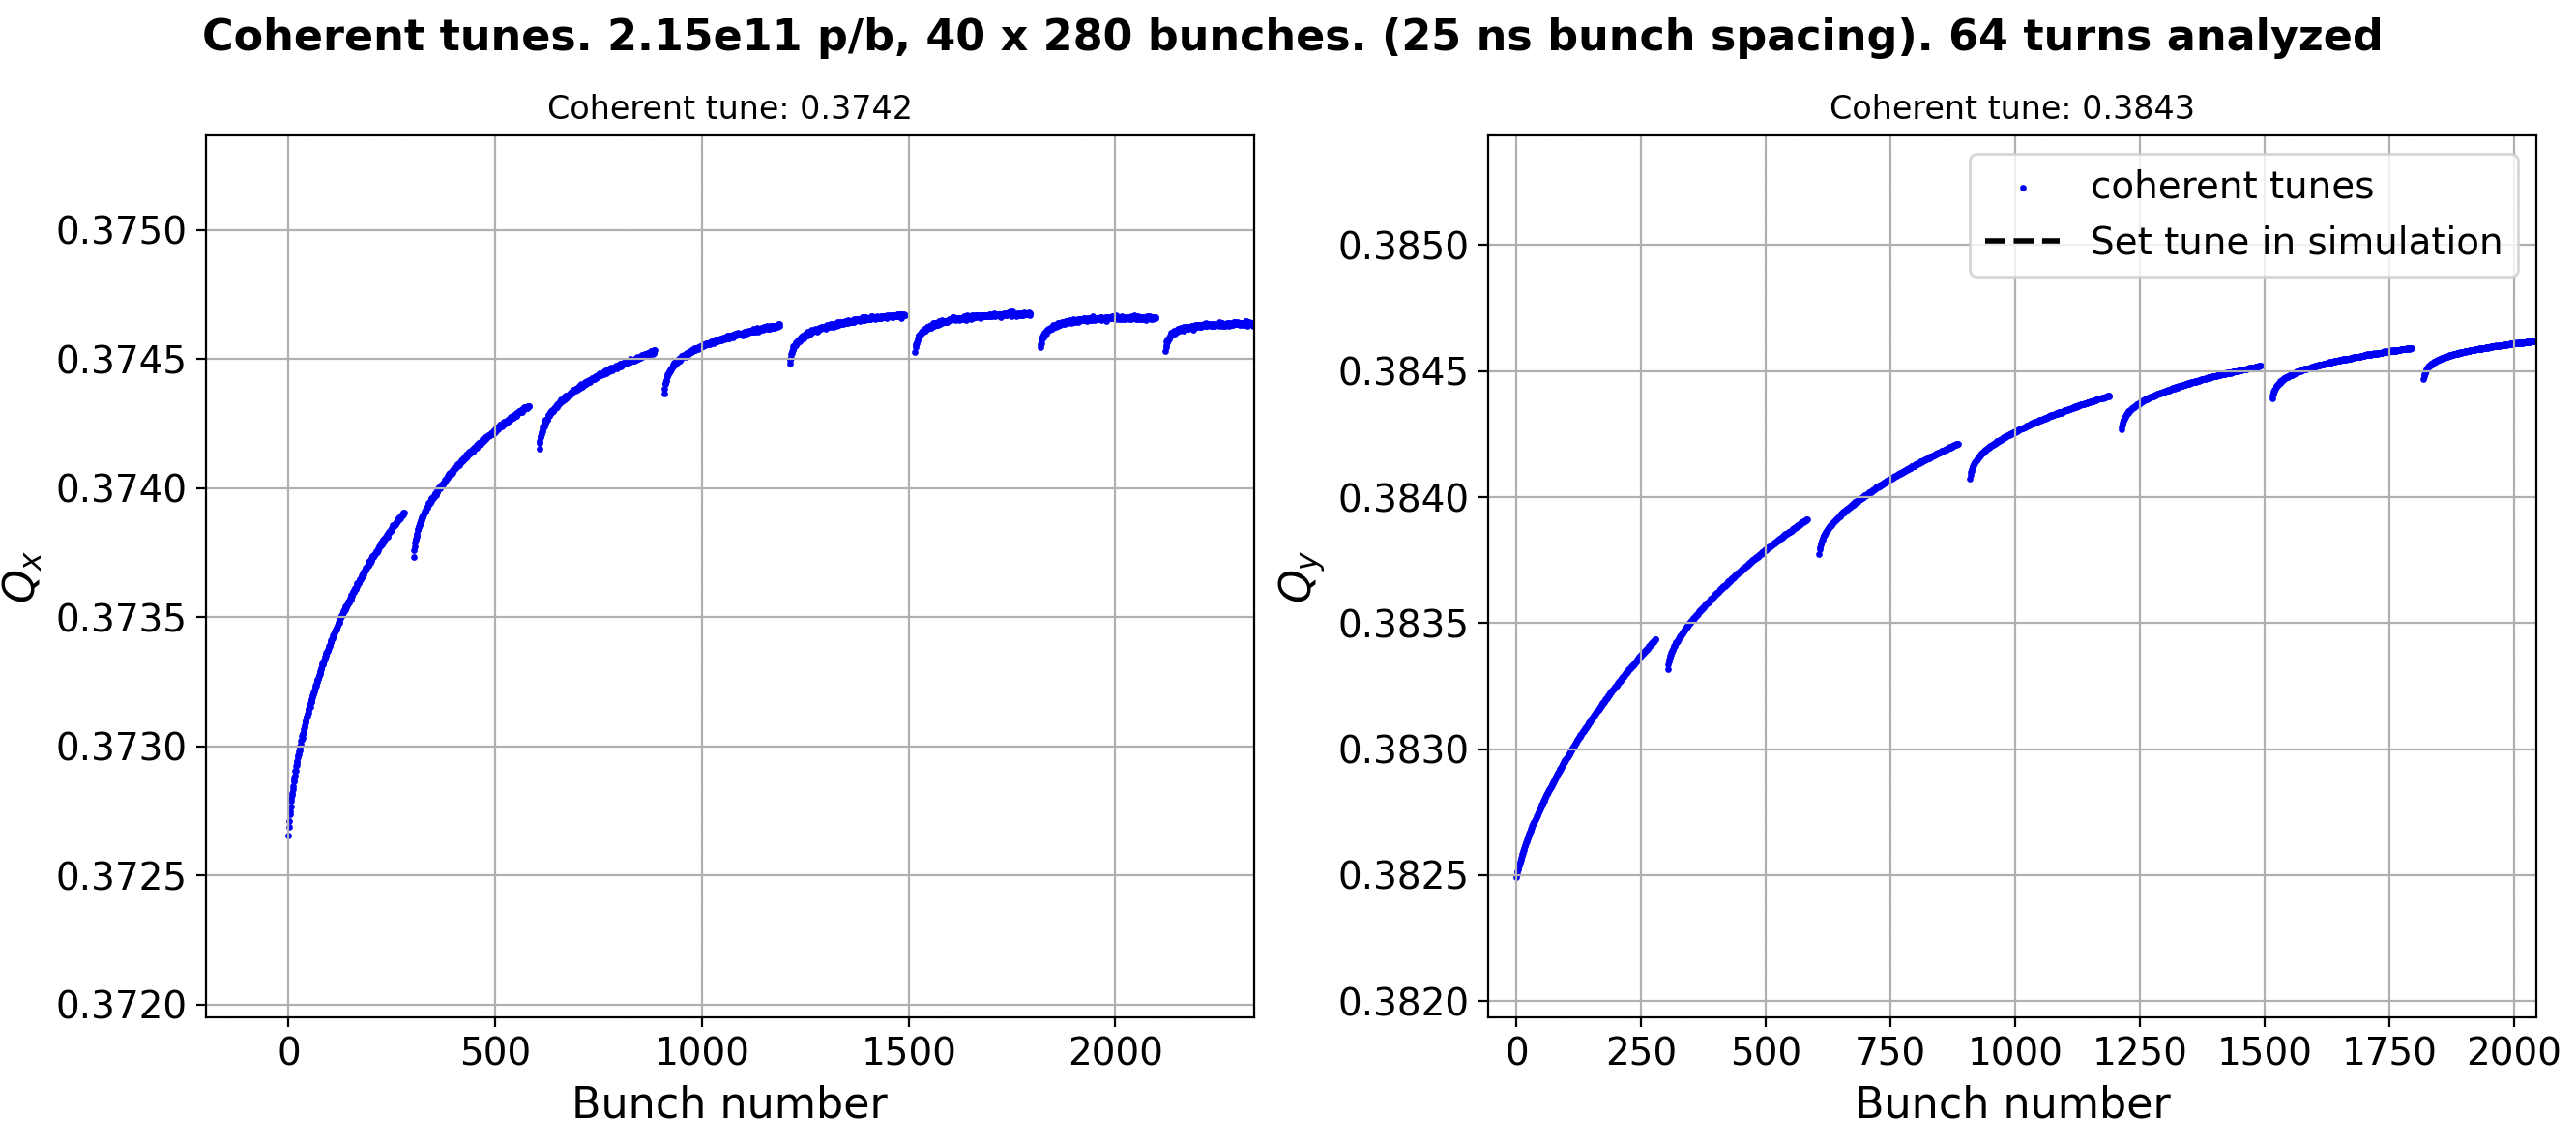 Coherent tunes. 2.15e11 p/b, 40 x 280 bunches. (25 ns bunch spacing). 64 turns analyzed
Coherent tune: 0.3742
Q_x
0.3750
0.3745
0.3740
0.3735
0.3730
0.3725
0.3720
0 500 1000 1500 2000
Bunch number
Coherent tune: 0.3843
coherent tunes
Set tune in simulation
Q_y
0.3850
0.3845
0.3840
0.3835
0.3830
0.3825
0.3820
0 250 500 750 1000 1250 1500 1750 2000
Bunch number